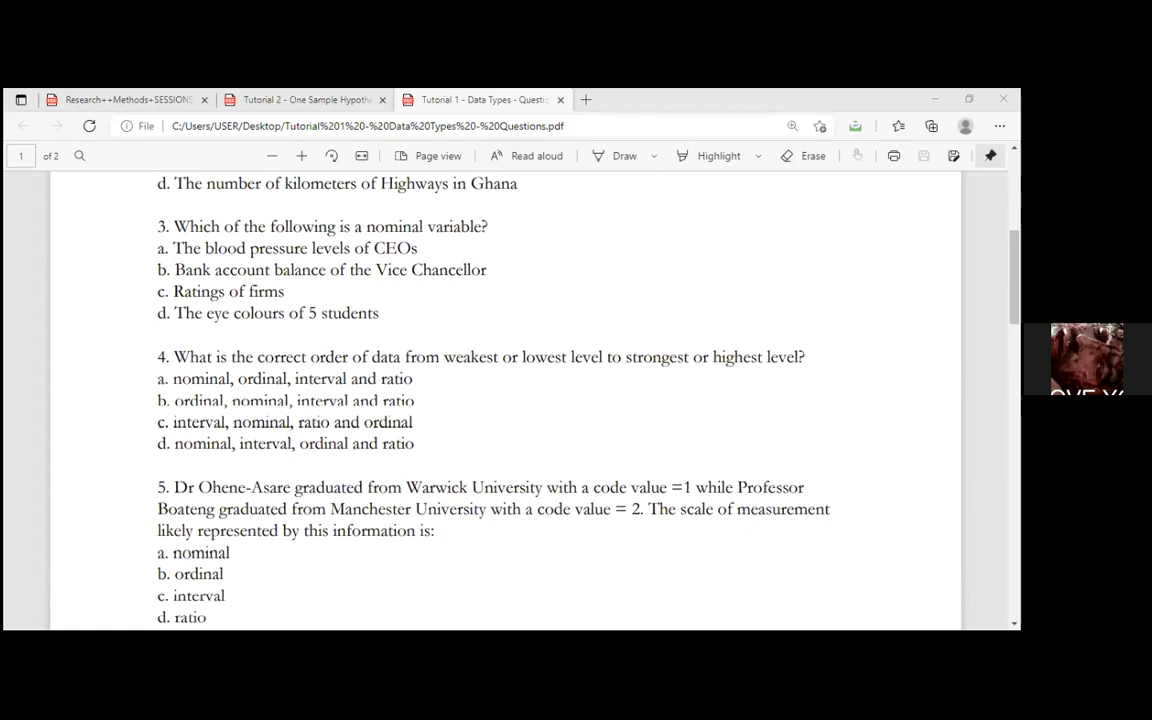 Research++Methods+SESSIONS
Tutorial 2 - One Sample Hypoth
Tutorial 1 - Data Types - Questio
File
C:/Users/USER/Desktop/Tutorial%201%20-%20Data%20Types%20-%20Questions.pdf
1 of 2
Page view
Read aloud
Draw
Highlight
Erase
d. The number of kilometers of Highways in Ghana
3. Which of the following is a nominal variable?
a. The blood pressure levels of CEOs
b. Bank account balance of the Vice Chancellor
c. Ratings of firms
d. The eye colours of 5 students
4. What is the correct order of data from weakest or lowest level to strongest or highest level?
a. nominal, ordinal, interval and ratio
b. ordinal, nominal, interval and ratio
c. interval, nominal, ratio and ordinal
d. nominal, interval, ordinal and ratio
5. Dr Ohene-Asare graduated from Warwick University with a code value =1 while Professor
Boateng graduated from Manchester University with a code value = 2. The scale of measurement
likely represented by this information is:
a. nominal
b. ordinal
c. interval
d. ratio